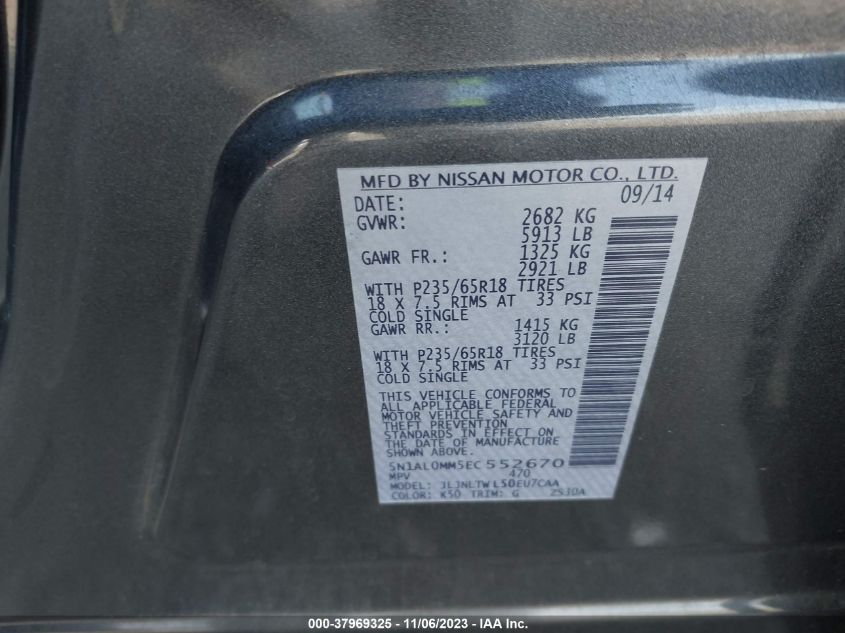 MFD BY NISSAN MOTOR CO., LTD.
DATE: 09/14
GVWR: 2682 KG
5913 LB
GAWR FR.: 1325 KG
2921 LB
WITH P235/65R18 TIRES
18 X 7.5 RIMS AT 33 PSI
COLD SINGLE
GAWR RR.: 1415 KG
3120 LB
WITH P235/65R18 TIRES
18 X 7.5 RIMS AT 33 PSI
COLD SINGLE
THIS VEHICLE CONFORMS TO
ALL APPLICABLE FEDERAL
MOTOR VEHICLE SAFETY AND
THEFT PREVENTION
STANDARDS IN EFFECT ON
THE DATE OF MANUFACTURE
SHOWN ABOVE.
5N1AL0MM5EC552670
MPV 470
MODEL: JLJNLTWL50EU7CAA
COLOR: K50 TRIM: G 2S30A
000-37969325 - 11/06/2023 - © IAA Inc.